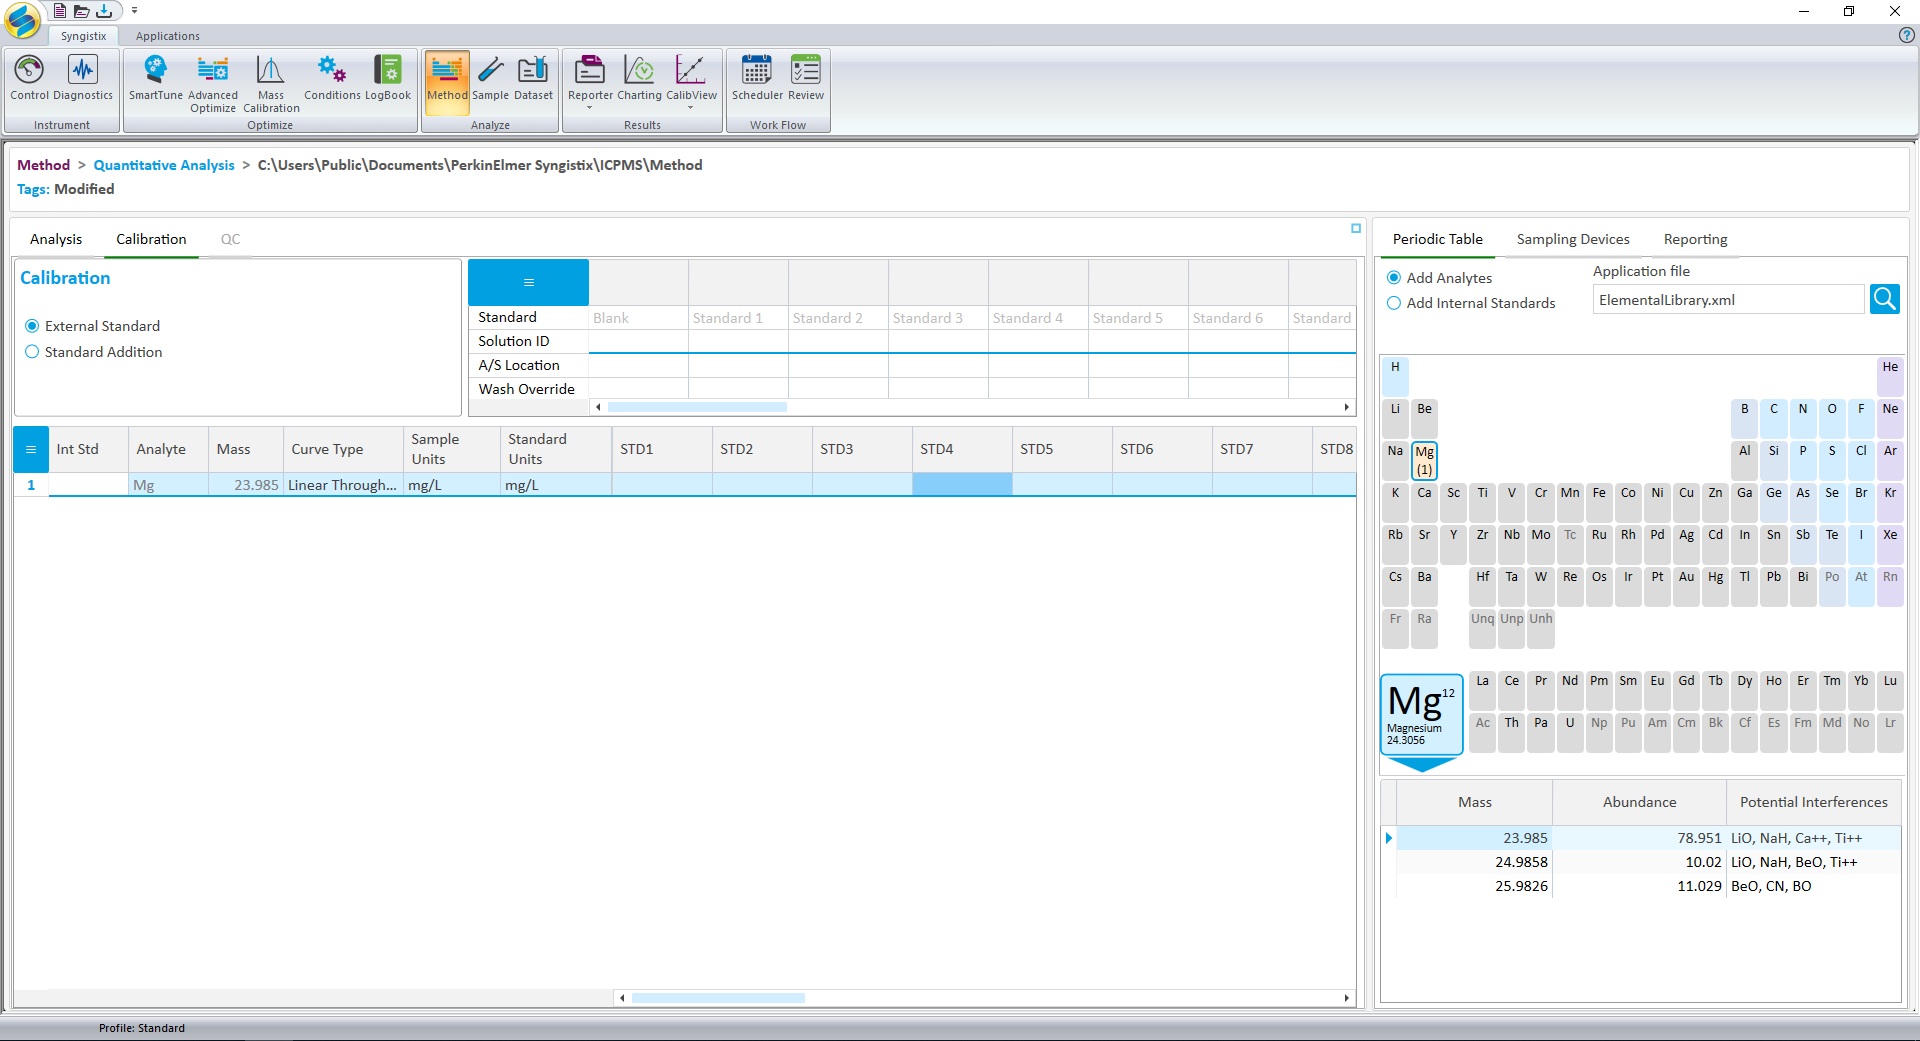 Syngistix
Applications
Control
Diagnostics
Instrument
SmartTune
Advanced
Optimize
Mass
Calibration
Conditions
LogBook
Optimize
Method
Sample
Dataset
Analyze
Reporter
Charting
CalibView
Results
Scheduler
Review
Work Flow
Method > Quantitative Analysis > C:\Users\Public\Documents\PerkinElmer Syngistix\ICPMS\Method
Tags: Modified
Analysis
Calibration
QC
Calibration
External Standard
Standard Addition
Standard Blank Standard 1 Standard 2 Standard 3 Standard 4 Standard 5 Standard 6 Standard
Solution ID
A/S Location
Wash Override
Int Std Analyte Mass Curve Type Sample Units Standard Units STD1 STD2 STD3 STD4 STD5 STD6 STD7 STD8
1 Mg 23.985 Linear Through... mg/L mg/L
Periodic Table
Sampling Devices
Reporting
Add Analytes
Add Internal Standards
Application file
ElementalLibrary.xml
H He
Li Be B C N O F Ne
Na Mg (1) Al Si P S Cl Ar
K Ca Sc Ti V Cr Mn Fe Co Ni Cu Zn Ga Ge As Se Br Kr
Rb Sr Y Zr Nb Mo Tc Ru Rh Pd Ag Cd In Sn Sb Te I Xe
Cs Ba Hf Ta W Re Os Ir Pt Au Hg Tl Pb Bi Po At Rn
Fr Ra Unq Unp Unh
La Ce Pr Nd Pm Sm Eu Gd Tb Dy Ho Er Tm Yb Lu
Ac Th Pa U Np Pu Am Cm Bk Cf Es Fm Md No Lr
Mg 12
Magnesium
24.3056
Mass Abundance Potential Interferences
23.985 78.951 LiO, NaH, Ca++, Ti++
24.9858 10.02 LiO, NaH, BeO, Ti++
25.9826 11.029 BeO, CN, BO
Profile: Standard